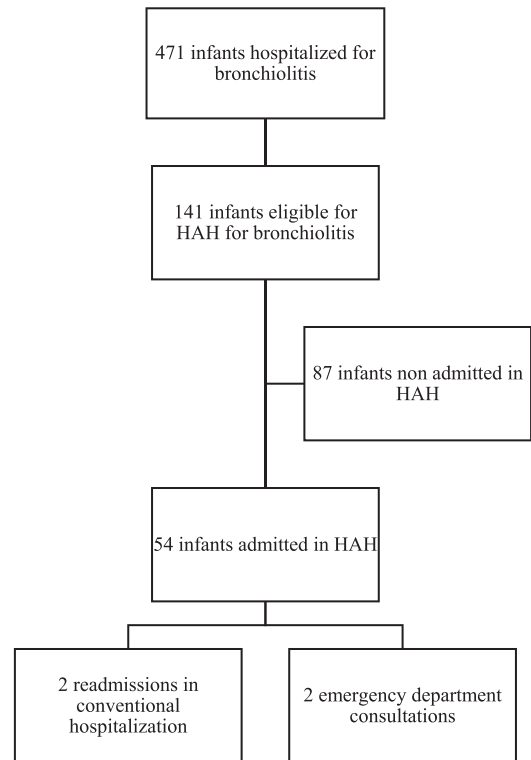 471 infants hospitalized for
bronchiolitis
141 infants eligible for
HAH for bronchiolitis
87 infants non admitted in
HAH
54 infants admitted in HAH
2 readmissions in
conventional
hospitalization
2 emergency department
consultations